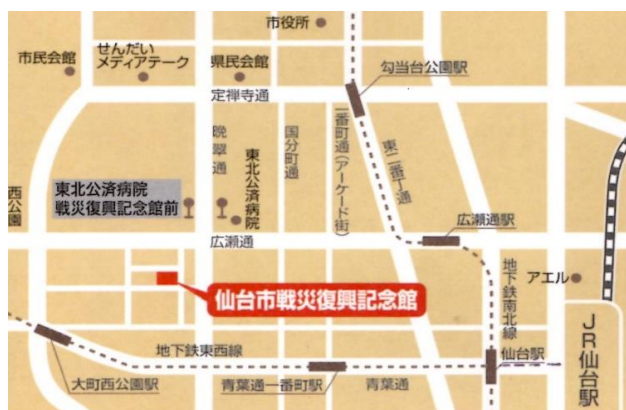 市役所
市民会館
せんだい
メディアテーク
県民会館
勾当台公園駅
定禅寺通
晩翠通
国分町通
一番町通(アーケード街)
東二番丁通
西公園
東北公済病院
戦災復興記念館前
東北公済病院
広瀬通
広瀬通駅
地下鉄南北線
アエル
仙台市戦災復興記念館
JR仙台駅
地下鉄東西線
仙台駅
大町西公園駅
青葉通一番町駅
青葉通